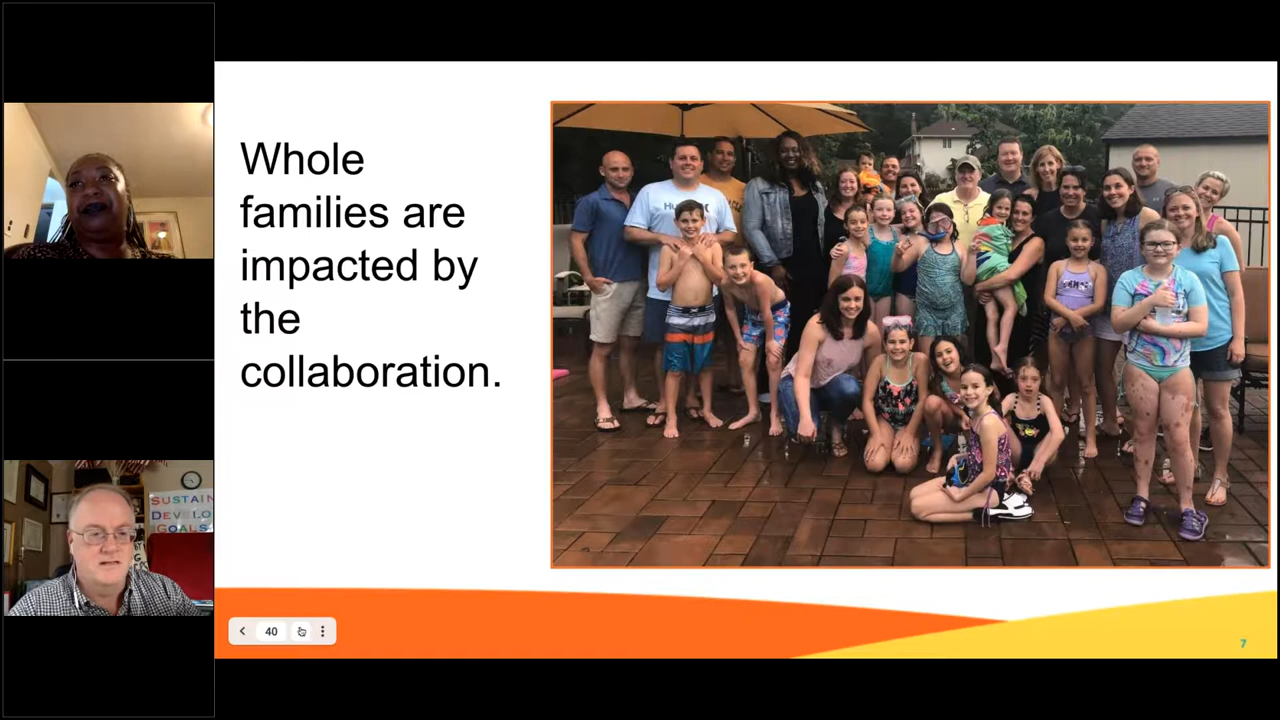 Whole
families are
impacted by
the
collaboration.
SUSTAIN
DEVELO
GOALS
40
7